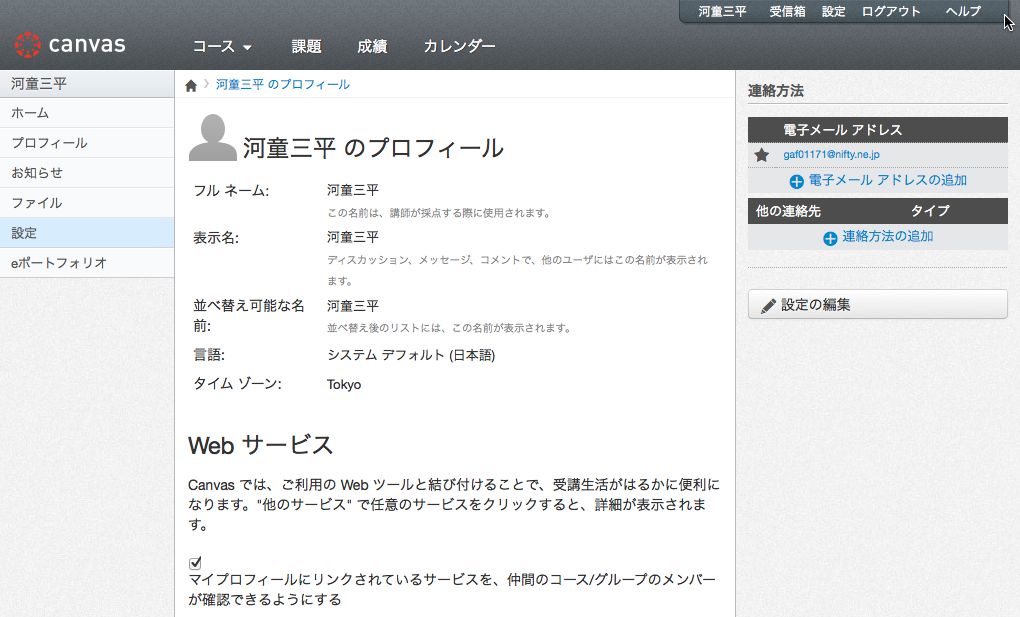 河童三平 受信箱 設定 ログアウト ヘルプ
canvas コース 課題 成績 カレンダー
河童三平
ホーム
プロフィール
お知らせ
ファイル
設定
eポートフォリオ
河童三平 のプロフィール
河童三平 のプロフィール
フル ネーム: 河童三平
この名前は、講師が採点する際に使用されます。
表示名: 河童三平
ディスカッション、メッセージ、コメントで、他のユーザにはこの名前が表示され
ます。
並べ替え可能な名 河童三平
前: 並べ替え後のリストには、この名前が表示されます。
言語: システム デフォルト (日本語)
タイム ゾーン: Tokyo
Web サービス
Canvas では、ご利用の Web ツールと結び付けることで、受講生活がはるかに便利に
なります。"他のサービス" で任意のサービスをクリックすると、詳細が表示されま
す。
マイプロフィールにリンクされているサービスを、仲間のコース/グループのメンバー
が確認できるようにする
連絡方法
電子メール アドレス
gaf01171@nifty.ne.jp
電子メール アドレスの追加
他の連絡先 タイプ
連絡方法の追加
設定の編集